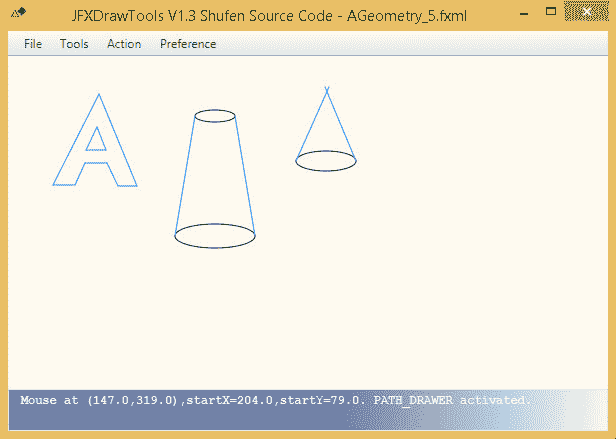 JFXDrawTools V1.3 Shufen Source Code - AGeometry_5.fxml
File Tools Action Preference
A
Mouse at (147.0,319.0),startX=204.0,startY=79.0. PATH_DRAWER activated.